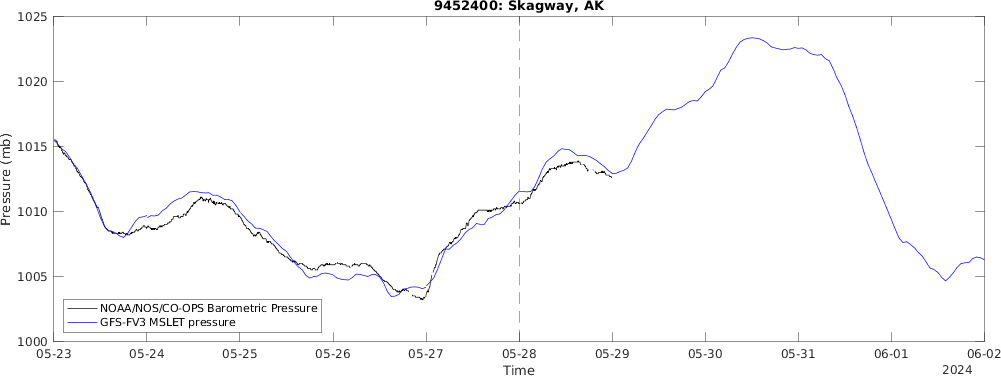 9452400: Skagway, AK
1025
1020
1015
1010
1005
1000
Pressure (mb)
NOAA/NOS/CO-OPS Barometric Pressure
GFS-FV3 MSLET pressure
05-23 05-24 05-25 05-26 05-27 05-28 05-29 05-30 05-31 06-01 06-02
Time
2024